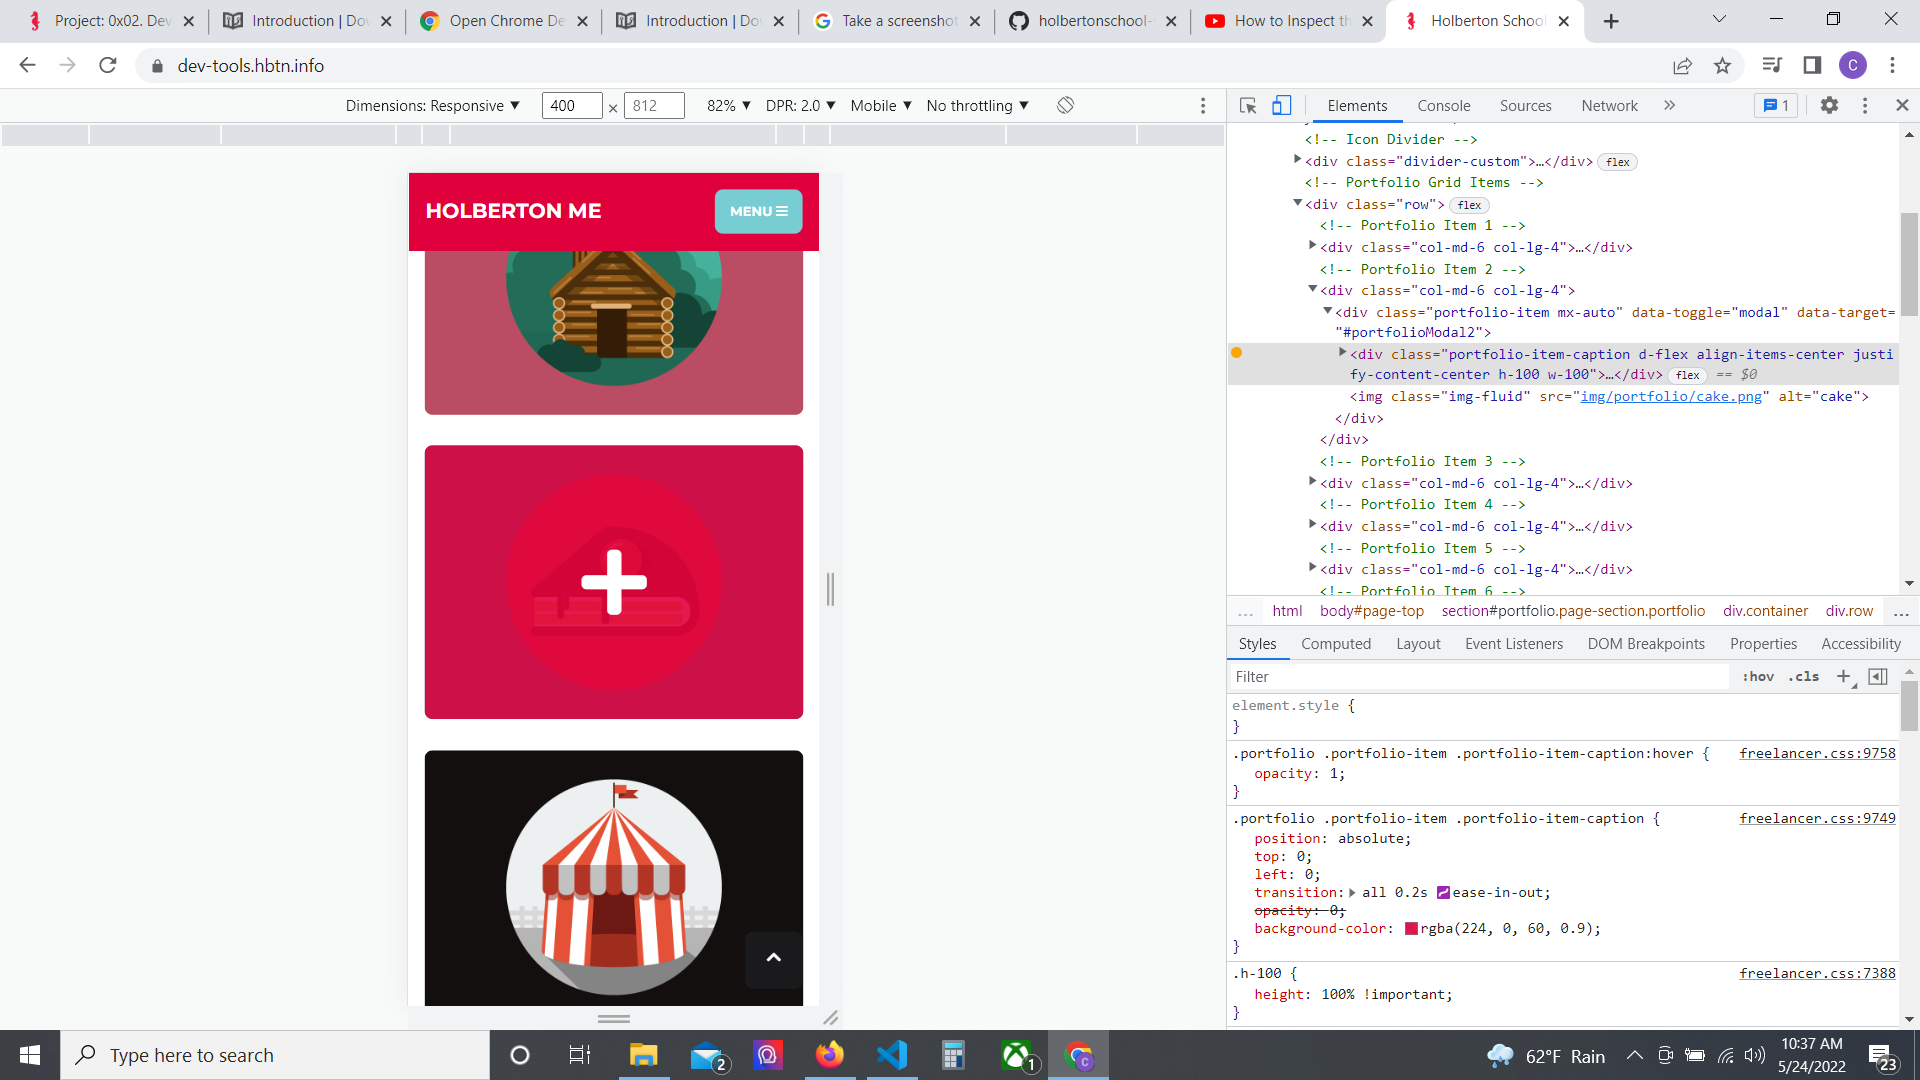 Project: 0x02. Dev
Introduction | Dov
Open Chrome De
Introduction | Dov
Take a screenshot
holbertonschool-
How to Inspect th
Holberton School
dev-tools.hbtn.info
C
Dimensions: Responsive
400 × 812
82%
DPR: 2.0
Mobile
No throttling
Elements
Console
Sources
Network
1
HOLBERTON ME
MENU
<!-- Icon Divider -->
<div class="divider-custom">…</div> flex
<!-- Portfolio Grid Items -->
<div class="row"> flex
<!-- Portfolio Item 1 -->
<div class="col-md-6 col-lg-4">…</div>
<!-- Portfolio Item 2 -->
<div class="col-md-6 col-lg-4">
<div class="portfolio-item mx-auto" data-toggle="modal" data-target=
"#portfolioModal2">
<div class="portfolio-item-caption d-flex align-items-center justi
fy-content-center h-100 w-100">…</div> flex == $0
<img class="img-fluid" src="img/portfolio/cake.png" alt="cake">
</div>
</div>
<!-- Portfolio Item 3 -->
<div class="col-md-6 col-lg-4">…</div>
<!-- Portfolio Item 4 -->
<div class="col-md-6 col-lg-4">…</div>
<!-- Portfolio Item 5 -->
<div class="col-md-6 col-lg-4">…</div>
<!-- Portfolio Item 6 -->
... html body#page-top section#portfolio.page-section.portfolio div.container div.row ...
Styles Computed Layout Event Listeners DOM Breakpoints Properties Accessibility
Filter :hov .cls
element.style {
}
.portfolio .portfolio-item .portfolio-item-caption:hover { freelancer.css:9758
opacity: 1;
}
.portfolio .portfolio-item .portfolio-item-caption { freelancer.css:9749
position: absolute;
top: 0;
left: 0;
transition: all 0.2s ease-in-out;
opacity: 0;
background-color: rgba(224, 0, 60, 0.9);
}
.h-100 { freelancer.css:7388
height: 100% !important;
}
Type here to search
2
1
C
62°F Rain
10:37 AM
5/24/2022
23